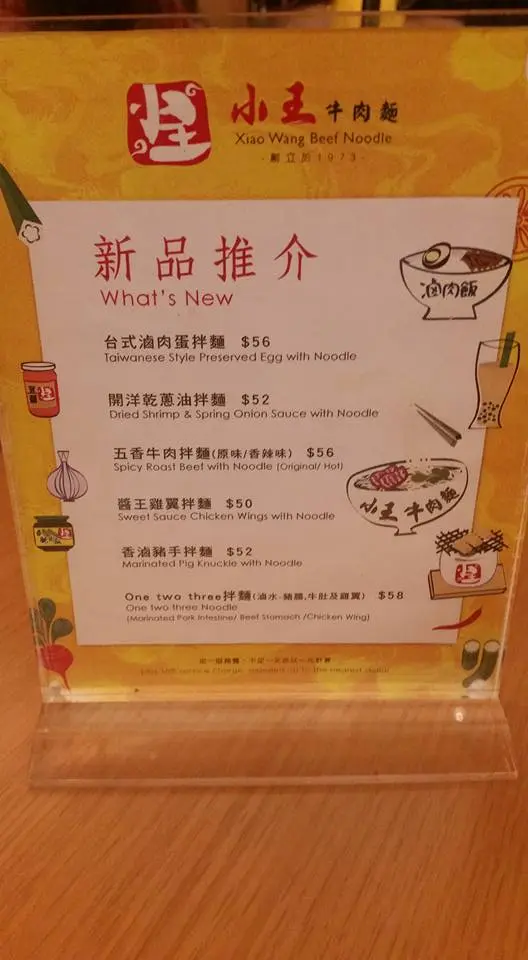 小王
小王牛肉麵
Xiao Wang Beef Noodle
·創立於1973·
新品推介
What's New
滷肉飯
台式滷肉蛋拌麵 $56
Taiwanese Style Preserved Egg with Noodle
開洋乾蔥油拌麵 $52
Dried Shrimp & Spring Onion Sauce with Noodle
五香牛肉拌麵(原味/香辣味) $56
Spicy Roast Beef with Noodle (Original/ Hot)
小王牛肉麵
醬王雞翼拌麵 $50
Sweet Sauce Chicken Wings with Noodle
香滷豬手拌麵 $52
Marinated Pig Knuckle with Noodle
One two three拌麵(滷水-豬腸,牛肚及雞翼) $58
One two three Noodle
(Marinated Pork Intestine/ Beef Stomach /Chicken Wing)
to the nearest dollar